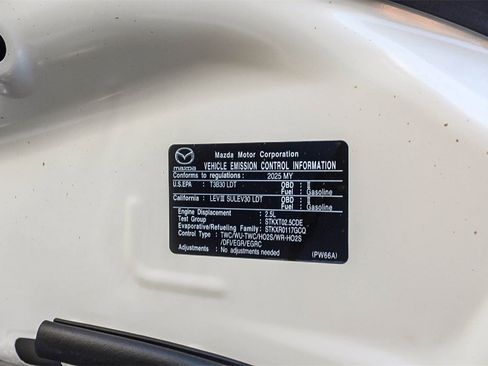 Mazda Motor Corporation
mazda VEHICLE EMISSION CONTROL INFORMATION
Conforms to regulations: 2025 MY
U.S.EPA : T3B30 LDT OBD : II
Fuel : Gasoline
California : LEVIII SULEV30 LDT OBD : II
Fuel : Gasoline
Engine Displacement : 2.5L
Test Group : STKXT02.5CDE
Evaporative/Refueling Family: STKXR0117GCQ
Control Type : TWC/WU-TWC/HO2S/WR-HO2S
/DFI/EGR/EGRC
Adjustments : No adjustments needed
(PW66A)